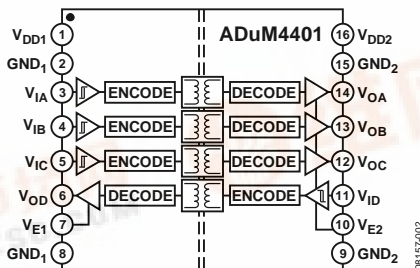 ADuM4401
VDD1 1
16 VDD2
GND1 2
15 GND2
VIA 3 ENCODE DECODE 14 VOA
VIB 4 ENCODE DECODE 13 VOB
VIC 5 ENCODE DECODE 12 VOC
VOD 6 DECODE ENCODE 11 VID
VE1 7
10 VE2
GND1 8
9 GND2
08157-002